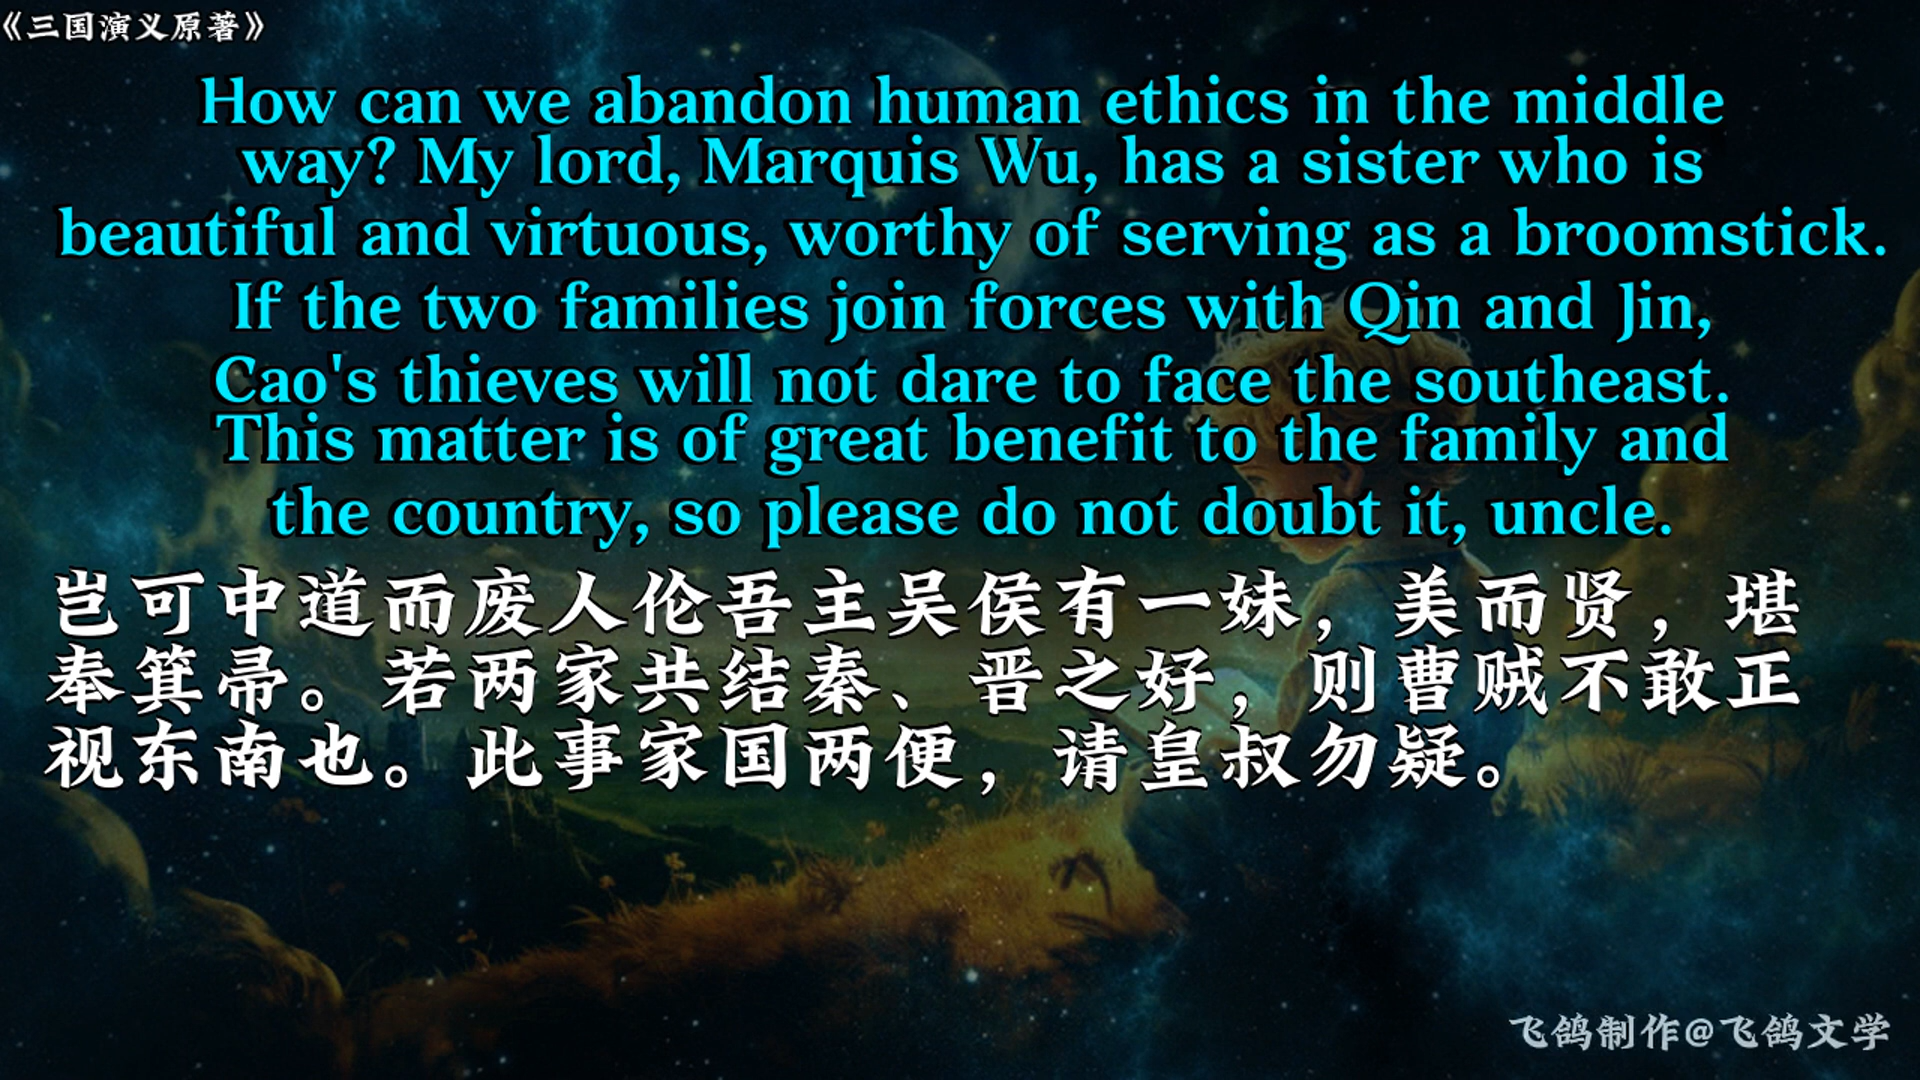 《三国演义原著》
How can we abandon human ethics in the middle
way? My lord, Marquis Wu, has a sister who is
beautiful and virtuous, worthy of serving as a broomstick.
If the two families join forces with Qin and Jin,
Cao's thieves will not dare to face the southeast.
This matter is of great benefit to the family and
the country, so please do not doubt it, uncle.
岂可中道而废人伦吾主吴侯有一妹，美而贤，堪
奉箕帚。若两家共结秦、晋之好，则曹贼不敢正
视东南也。此事家国两便，请皇叔勿疑。
飞鸽制作@飞鸽文学